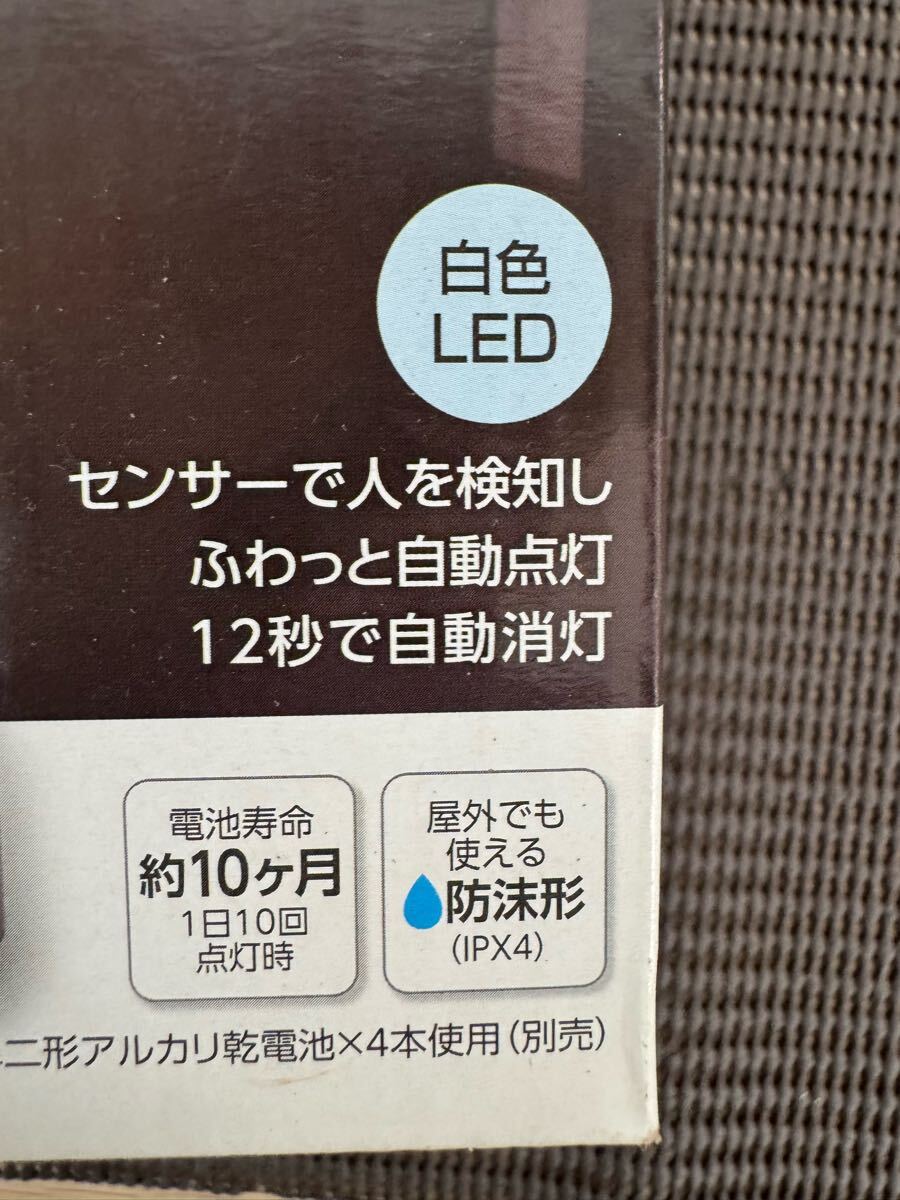 白色
LED
センサーで人を検知し
ふわっと自動点灯
12秒で自動消灯
電池寿命
約10ヶ月
1日10回
点灯時
屋外でも
使える
防沫形
(IPX4)
二形アルカリ乾電池×4本使用(別売)